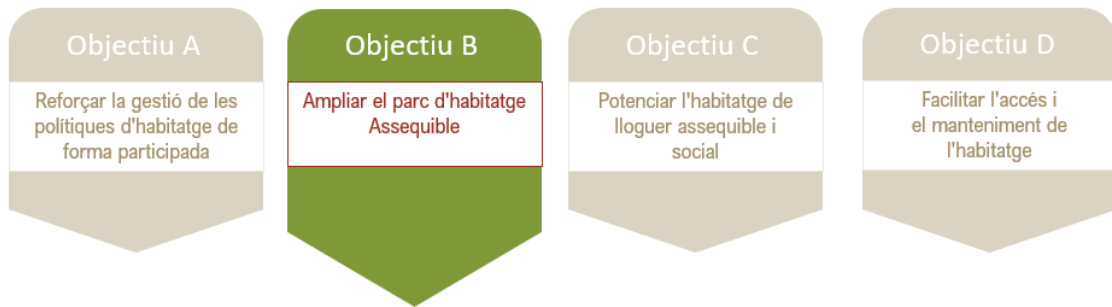 Objectiu A
Reforçar la gestió de les
polítiques d'habitatge de
forma participada
Objectiu B
Ampliar el parc d'habitatge
Assequible
Objectiu C
Potenciar l'habitatge de
lloguer assequible i
social
Objectiu D
Facilitar l'accés i
el manteniment de
l'habitatge